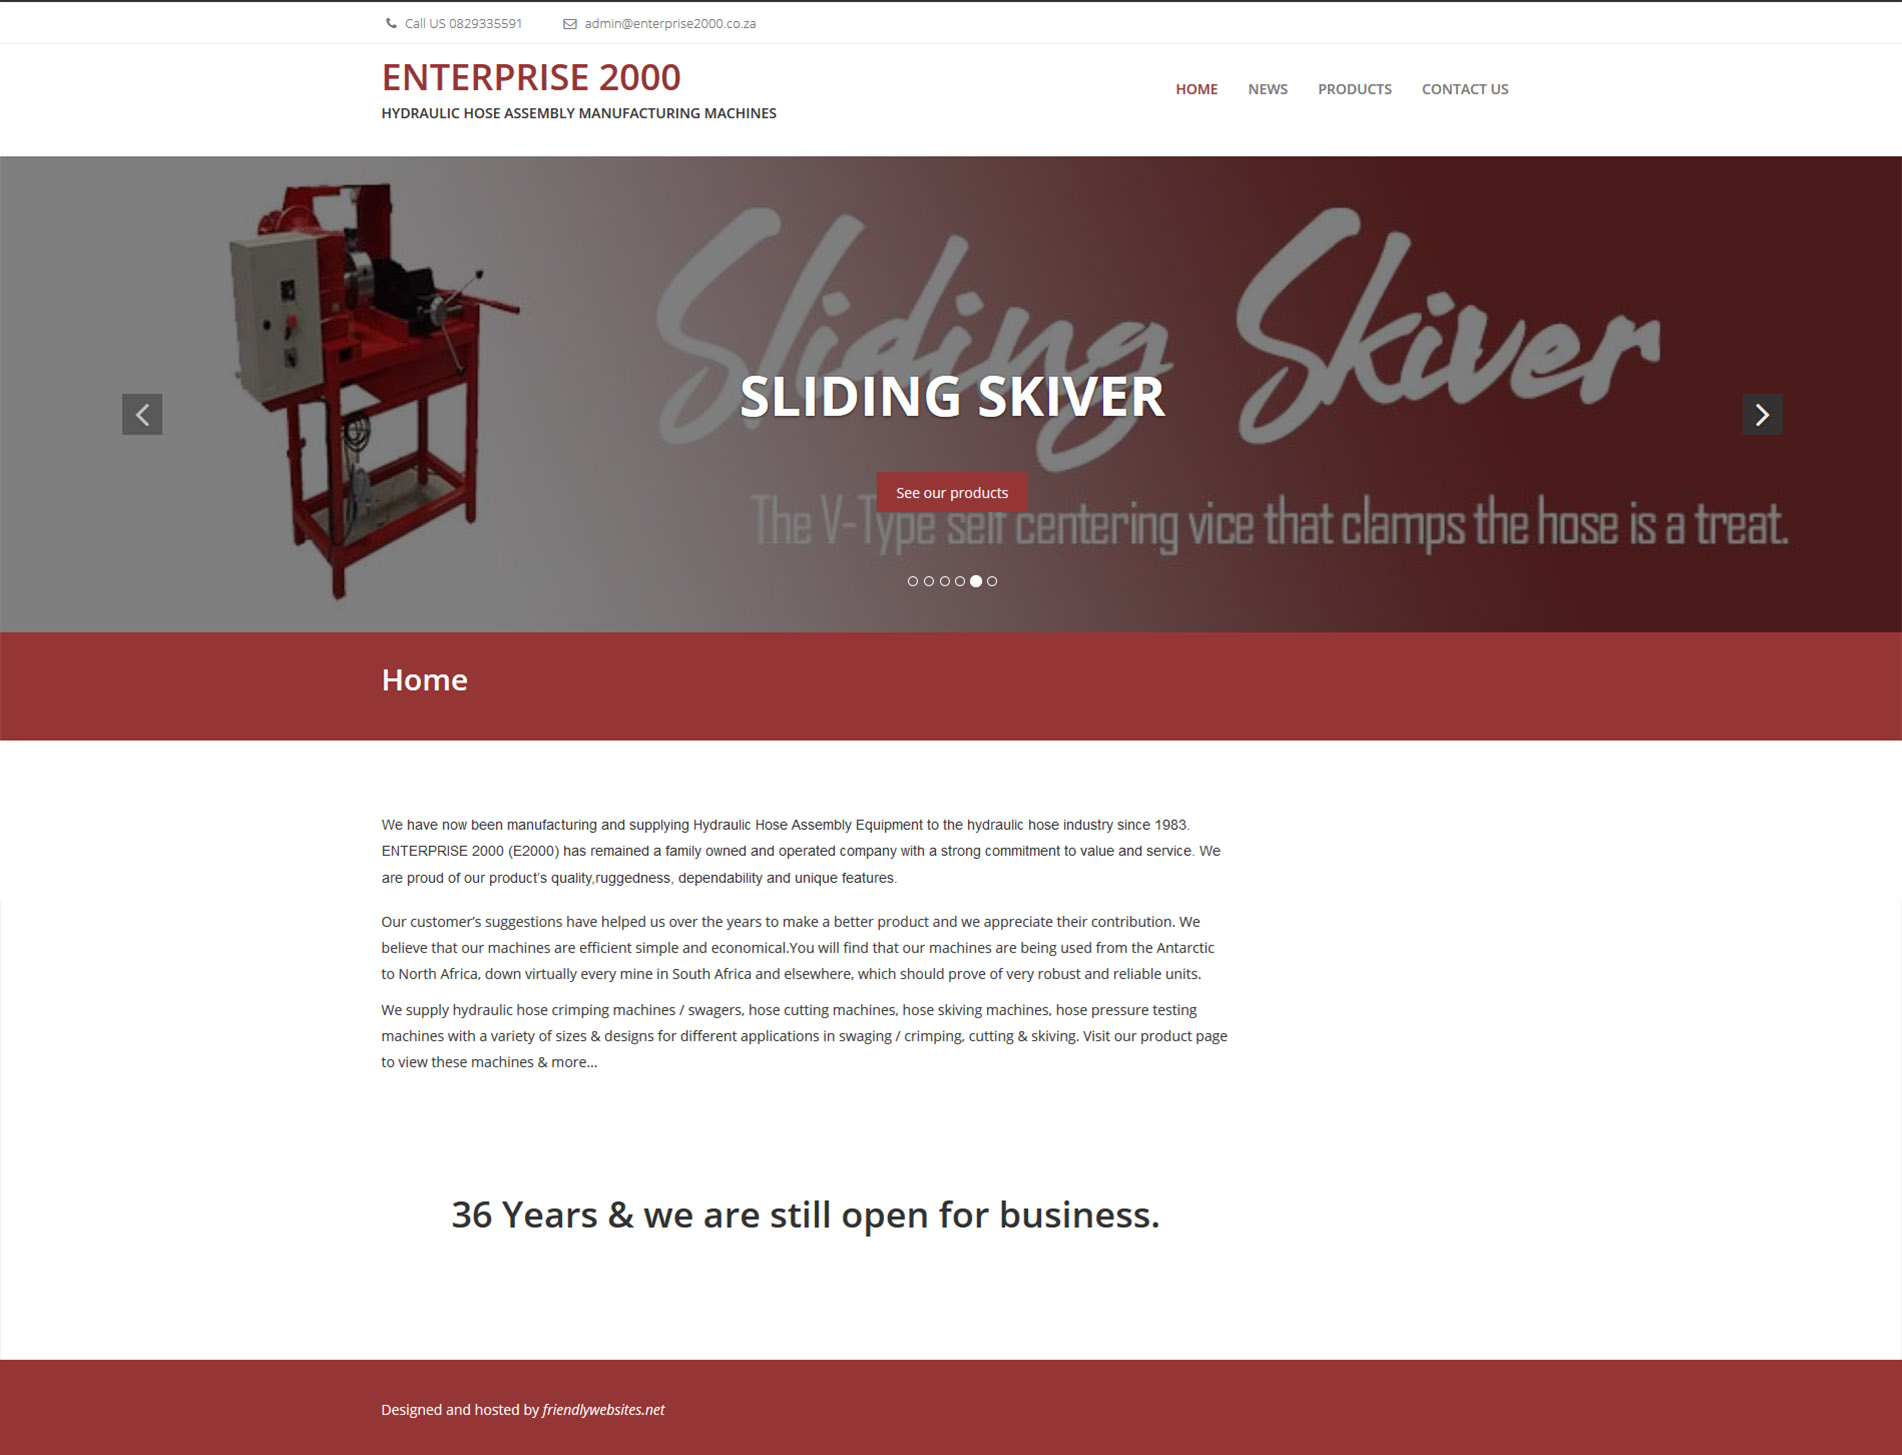 Call US 0829335591
admin@enterprise2000.co.za
ENTERPRISE 2000
HYDRAULIC HOSE ASSEMBLY MANUFACTURING MACHINES
HOME NEWS PRODUCTS CONTACT US
Sliding Skiver
SLIDING SKIVER
See our products
The V-Type self centering vice that clamps the hose is a treat.
Home
We have now been manufacturing and supplying Hydraulic Hose Assembly Equipment to the hydraulic hose industry since 1983.
ENTERPRISE 2000 (E2000) has remained a family owned and operated company with a strong commitment to value and service. We
are proud of our product's quality,ruggedness, dependability and unique features.
Our customer’s suggestions have helped us over the years to make a better product and we appreciate their contribution. We
believe that our machines are efficient simple and economical.You will find that our machines are being used from the Antarctic
to North Africa, down virtually every mine in South Africa and elsewhere, which should prove of very robust and reliable units.
We supply hydraulic hose crimping machines / swagers, hose cutting machines, hose skiving machines, hose pressure testing
machines with a variety of sizes & designs for different applications in swaging / crimping, cutting & skiving. Visit our product page
to view these machines & more…
36 Years & we are still open for business.
Designed and hosted by friendlywebsites.net